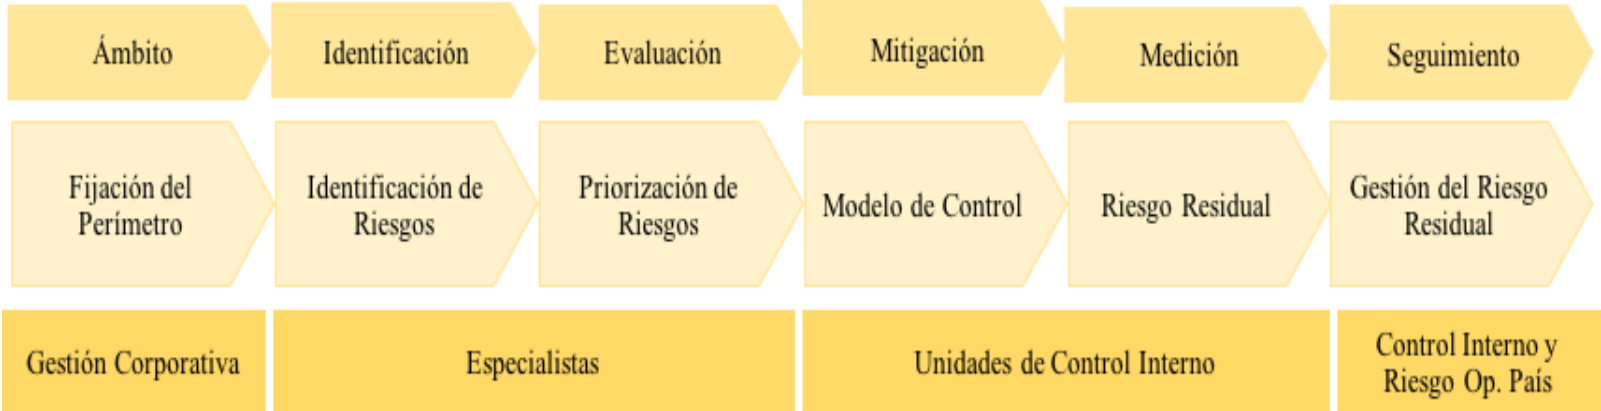 Ámbito
Identificación
Evaluación
Mitigación
Medición
Seguimiento
Fijación del
Perímetro
Identificación de
Riesgos
Priorización de
Riesgos
Modelo de Control
Riesgo Residual
Gestión del Riesgo
Residual
Gestión Corporativa
Especialistas
Unidades de Control Interno
Control Interno y
Riesgo Op. País